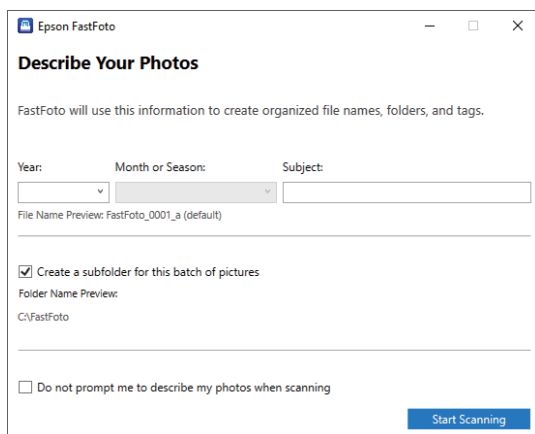 Epson FastFoto
Describe Your Photos
FastFoto will use this information to create organized file names, folders, and tags.
Year: Month or Season: Subject:
File Name Preview: FastFoto_0001_a (default)
Create a subfolder for this batch of pictures
Folder Name Preview:
C:\FastFoto
Do not prompt me to describe my photos when scanning
Start Scanning